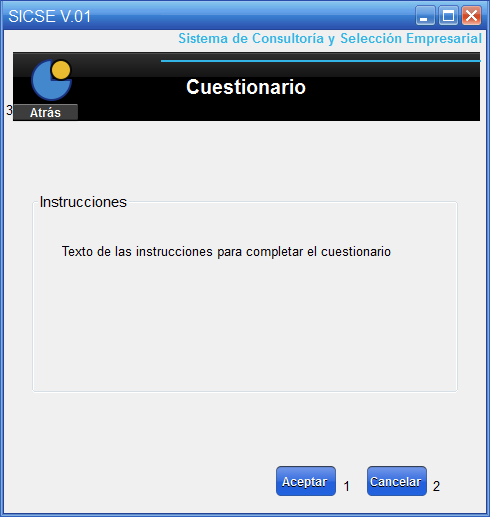 SICSE V.01
Sistema de Consultoría y Selección Empresarial
Cuestionario
3 Atrás
Instrucciones
Texto de las instrucciones para completar el cuestionario
Aceptar 1 Cancelar 2